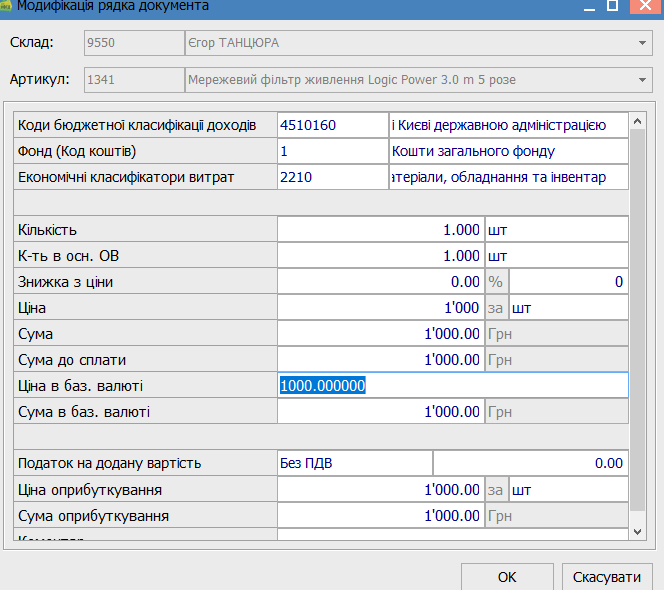 Модифікація рядка документа
Склад: 9550 Єгор ТАНЦЮРА
Артикул: 1341 Мережевий фільтр живлення Logic Power 3.0 m 5 розе
Коди бюджетної класифікації доходів 4510160 і Києві державною адміністрацією
Фонд (Код коштів) 1 Кошти загального фонду
Економічні класифікатори витрат 2210 атеріали, обладнання та інвентар
Кількість 1.000 шт
К-ть в осн. ОВ 1.000 шт
Знижка з ціни 0.00 % 0
Ціна 1'000 за шт
Сума 1'000.00 Грн
Сума до сплати 1'000.00 Грн
Ціна в баз. валюті 1000.000000
Сума в баз. валюті 1'000.00 Грн
Податок на додану вартість Без ПДВ 0.00
Ціна оприбуткування 1'000.00 за шт
Сума оприбуткування 1'000.00 Грн
OK Скасувати